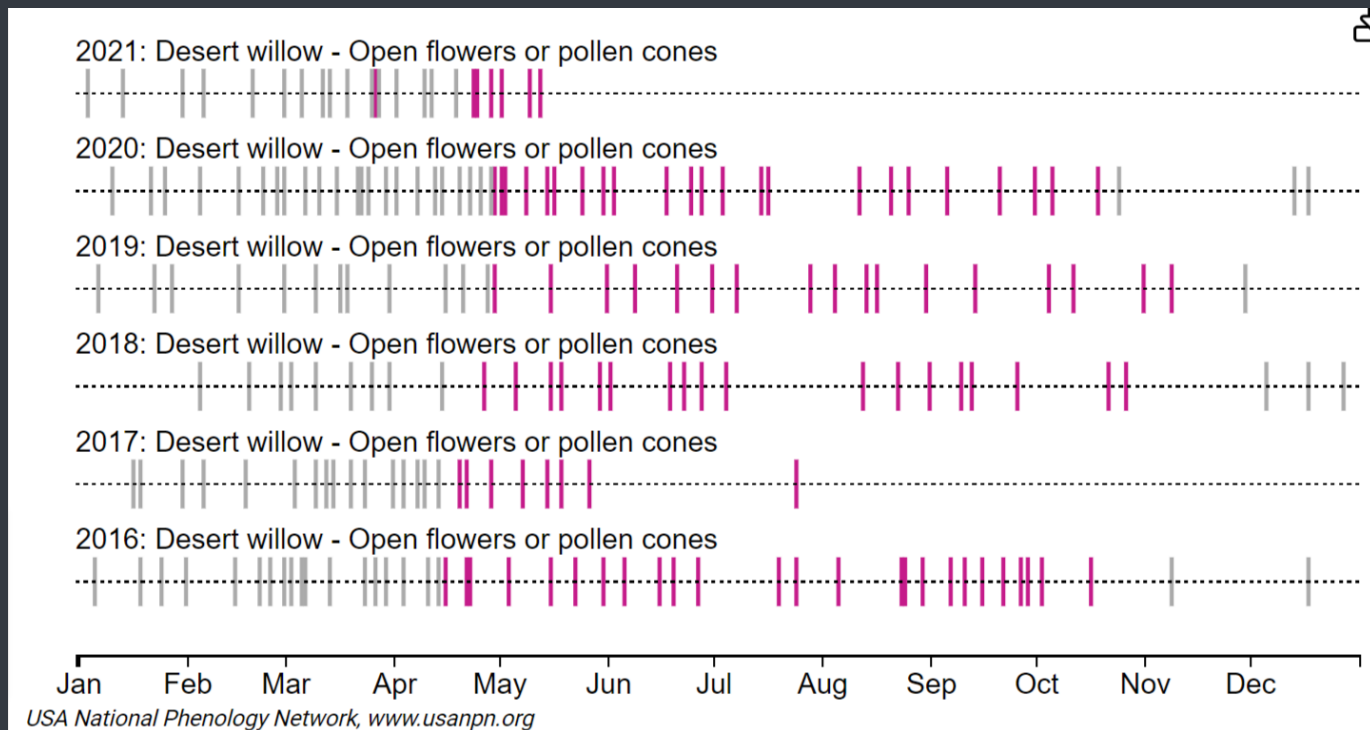 2021: Desert willow - Open flowers or pollen cones
2020: Desert willow - Open flowers or pollen cones
2019: Desert willow - Open flowers or pollen cones
2018: Desert willow - Open flowers or pollen cones
2017: Desert willow - Open flowers or pollen cones
2016: Desert willow - Open flowers or pollen cones
Jan Feb Mar Apr May Jun Jul Aug Sep Oct Nov Dec
USA National Phenology Network, www.usanpn.org